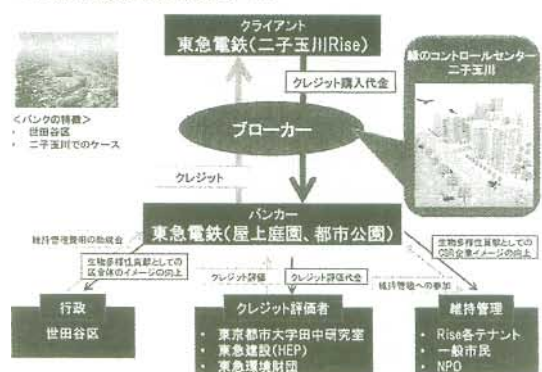 クライアント
東急電鉄(二子玉川Rise)
緑のコントロールセンター
二子玉川
クレジット購入代金
<バンクの特徴>
・ 世田谷区
・ 二子玉川でのケース
ブローカー
クレジット
バンカー
東急電鉄(屋上庭園、都市公園)
維持管理費用の助成金
生物多様性貢献としての
区全体のイメージの向上
クレジット評価
クレジット評価代金
生物多様性貢献としての
CSR企業イメージの向上
維持管理への参加
行政
世田谷区
クレジット評価者
・ 東京都市大学田中研究室
・ 東急建設(HEP)
・ 東急環境財団
維持管理
・ Rise各テナント
・ 一般市民
・ NPO